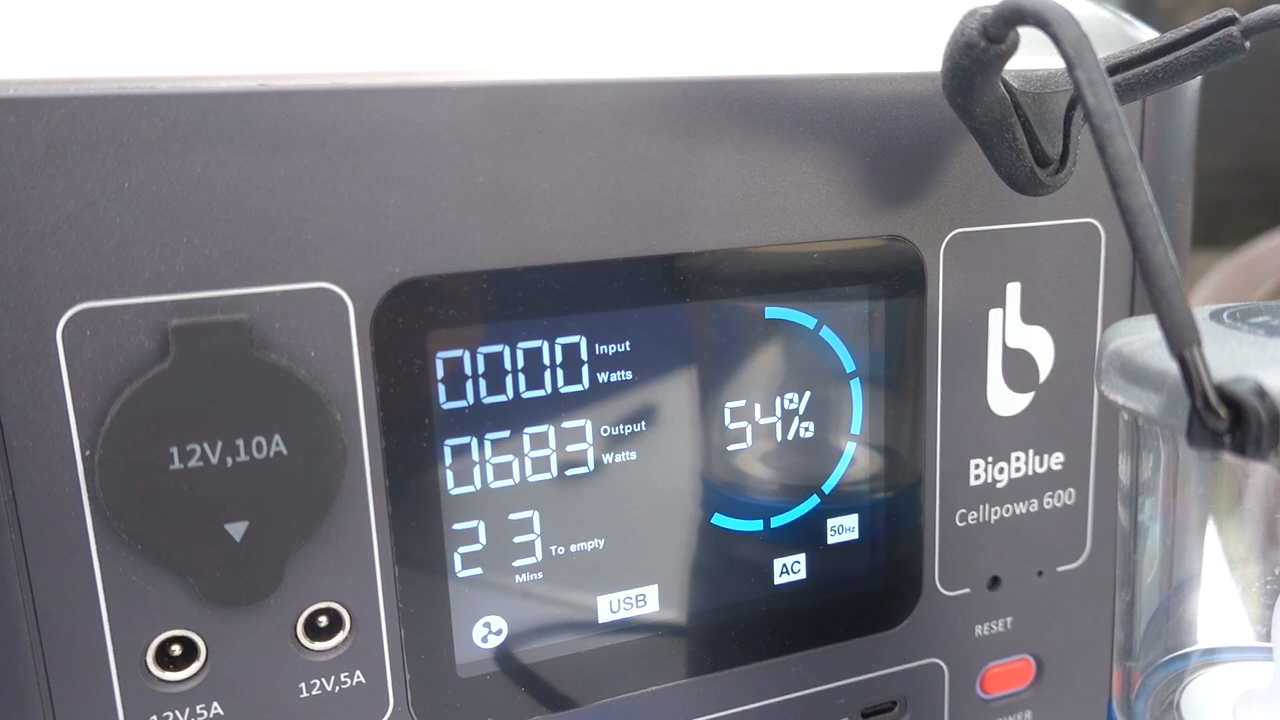 12V,10A
12V,5A
12V,5A
0000 Input Watts
0683 Output Watts
23 Mins To empty
USB
54%
50Hz
AC
BigBlue
Cellpowa 600
RESET